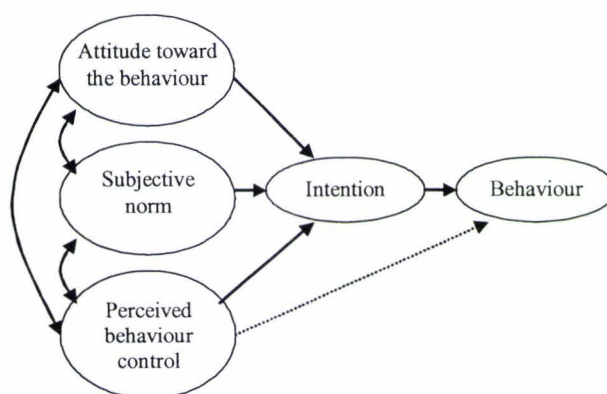 Attitude toward
the behaviour
Subjective
norm
Intention
Behaviour
Perceived
behaviour
control